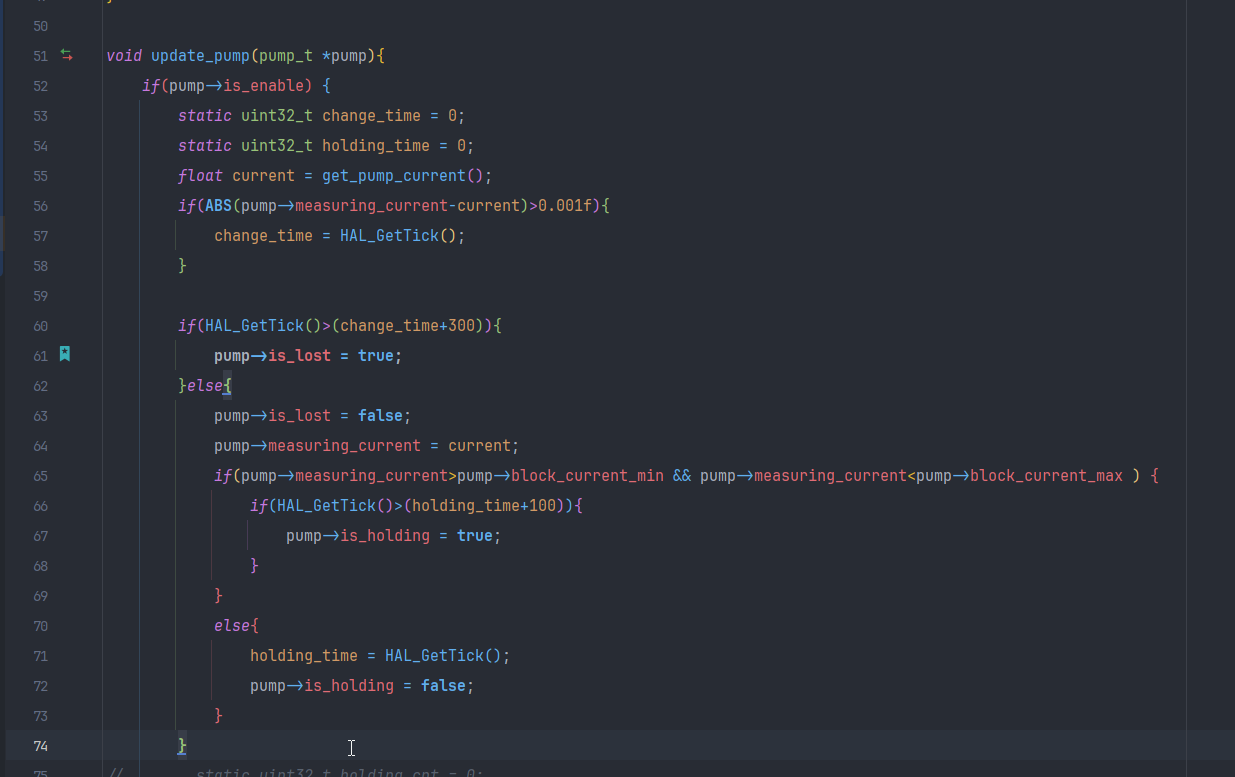 50
51 void update_pump(pump_t *pump){
52 if(pump->is_enable) {
53 static uint32_t change_time = 0;
54 static uint32_t holding_time = 0;
55 float current = get_pump_current();
56 if(ABS(pump->measuring_current-current)>0.001f){
57 change_time = HAL_GetTick();
58 }
59
60 if(HAL_GetTick()>(change_time+300)){
61 pump->is_lost = true;
62 }else{
63 pump->is_lost = false;
64 pump->measuring_current = current;
65 if(pump->measuring_current>pump->block_current_min && pump->measuring_current<pump->block_current_max ) {
66 if(HAL_GetTick()>(holding_time+100)){
67 pump->is_holding = true;
68 }
69 }
70 else{
71 holding_time = HAL_GetTick();
72 pump->is_holding = false;
73 }
74 }
75 // static uint32_t holding_cnt = 0;